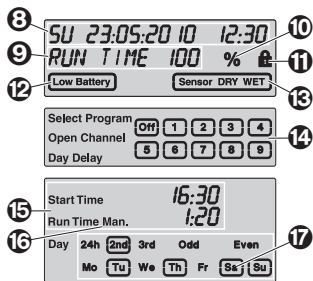 ⑧ SU 23:05:20 10 12:30 ⑩
⑨ RUN TIME 100 % ⑪
⑫ Low Battery Sensor DRY WET ⑬
Select Program Off 1 2 3 4
Open Channel ⑭
Day Delay 5 6 7 8 9
⑮ Start Time 16:30
⑯ Run Time Man. 1:20
Day 24h 2nd 3rd Odd Even ⑰
Mo Tu We Th Fr Sa Su